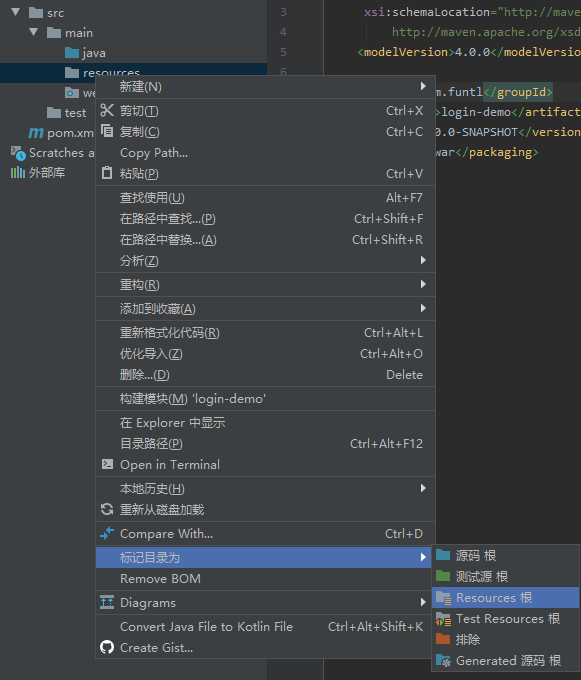 src
main
java
resources
we
test
pom.xm
Scratches a
外部库
3 xsi:schemaLocation="http://mave
4 http://maven.apache.org/xsd
5 <modelVersion>4.0.0</modelVersio
6
m.funtl</groupId>
>login-demo</artifact
0.0-SNAPSHOT</version
war</packaging>
新建(N)
剪切(T) Ctrl+X
复制(C) Ctrl+C
Copy Path...
粘贴(P) Ctrl+V
查找使用(U) Alt+F7
在路径中查找...(P) Ctrl+Shift+F
在路径中替换...(A) Ctrl+Shift+R
分析(Z)
重构(R)
添加到收藏(A)
重新格式化代码(R) Ctrl+Alt+L
优化导入(Z) Ctrl+Alt+O
删除...(D) Delete
构建模块(M) 'login-demo'
在 Explorer 中显示
目录路径(P) Ctrl+Alt+F12
Open in Terminal
本地历史(H)
重新从磁盘加载
Compare With... Ctrl+D
标记目录为
Remove BOM
Diagrams
Convert Java File to Kotlin File Ctrl+Alt+Shift+K
Create Gist...
源码 根
测试源 根
Resources 根
Test Resources 根
排除
Generated 源码 根